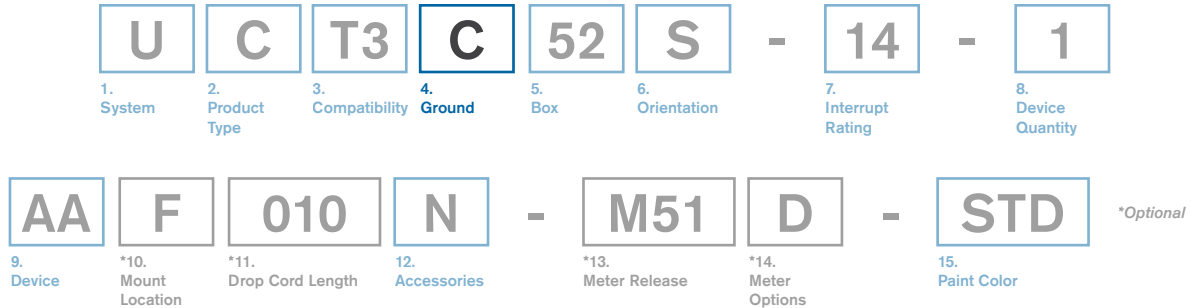 U C T3 C 52 S - 14 - 1
1. 2. 3. 4. 5. 6. 7. 8.
System Product Compatibility Ground Box Orientation Interrupt Device
Type Rating Quantity
AA F 010 N - M51 D - STD *Optional
9. *10. *11. 12. *13. *14. 15.
Device Mount Drop Cord Length Accessories Meter Release Meter Paint Color
Location Options